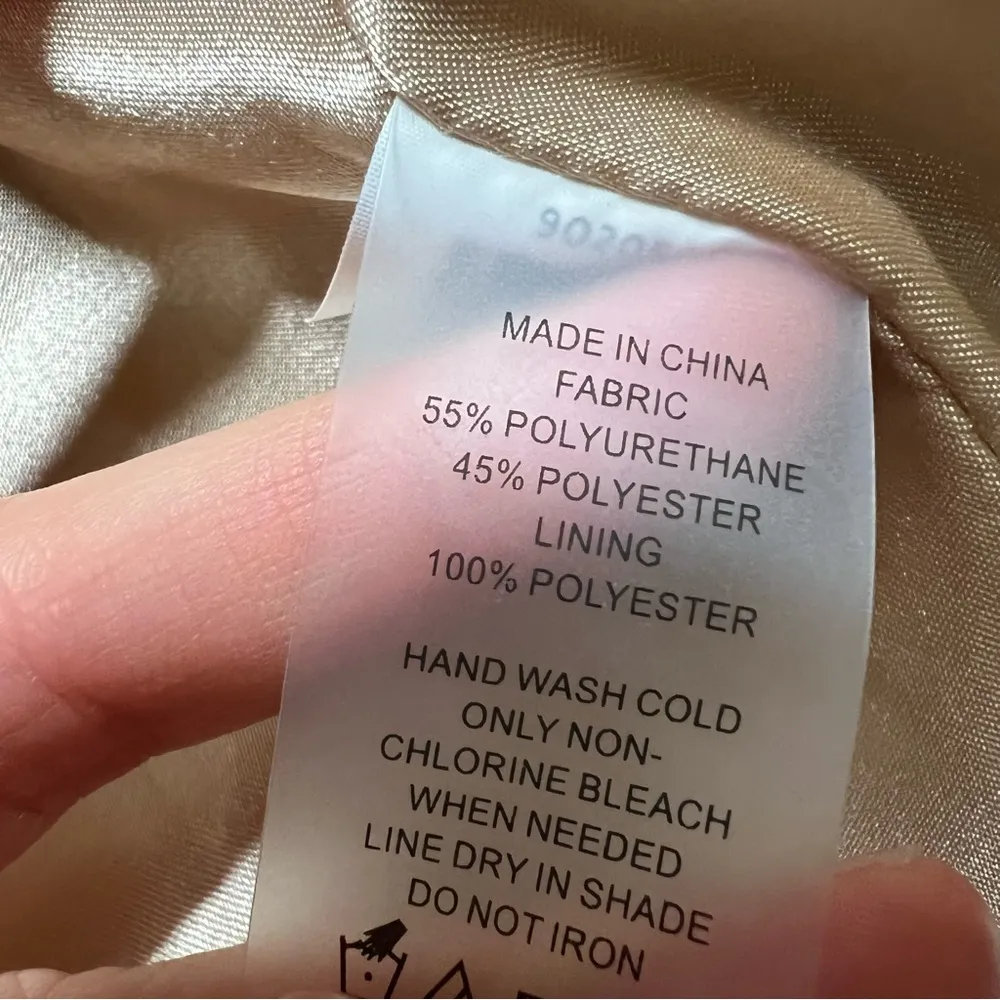 MADE IN CHINA
FABRIC
55% POLYURETHANE
45% POLYESTER
LINING
100% POLYESTER
HAND WASH COLD
ONLY NON-
CHLORINE BLEACH
WHEN NEEDED
LINE DRY IN SHADE
DO NOT IRON